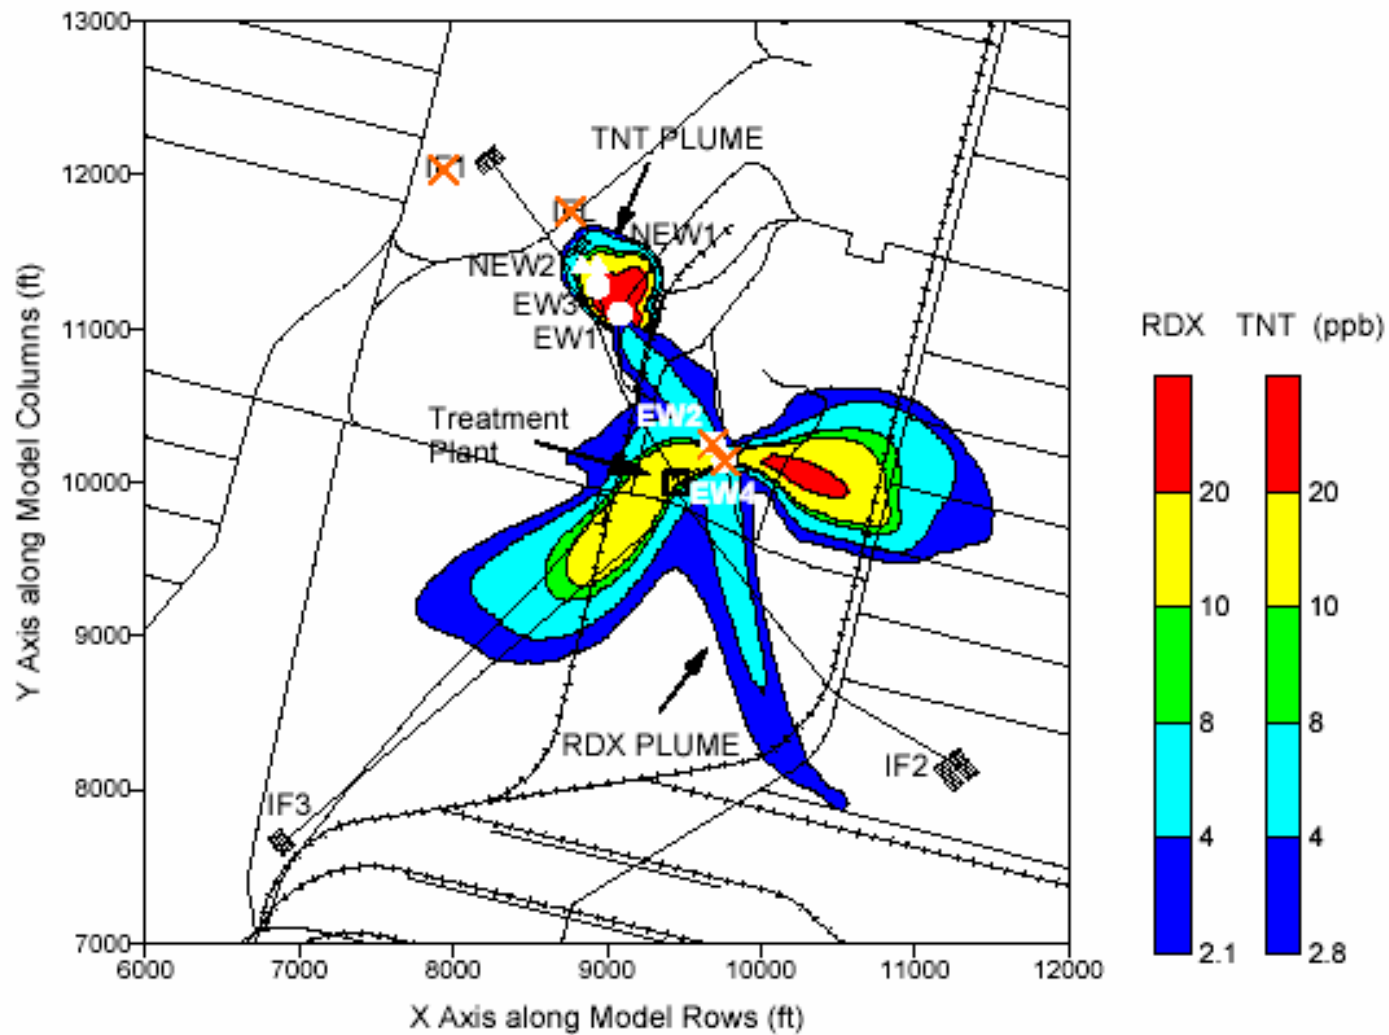 13000
12000
11000
10000
9000
8000
7000
6000
7000
8000
9000
10000
11000
12000
Y Axis along Model Columns (ft)
X Axis along Model Rows (ft)
TNT PLUME
IF1
NEW1
NEW2
EW3
EW1
EW2
Treatment
Plant
EW4
RDX PLUME
IF2
IF3
RDX TNT (ppb)
20 20
10 10
8 8
4 4
2.1 2.8